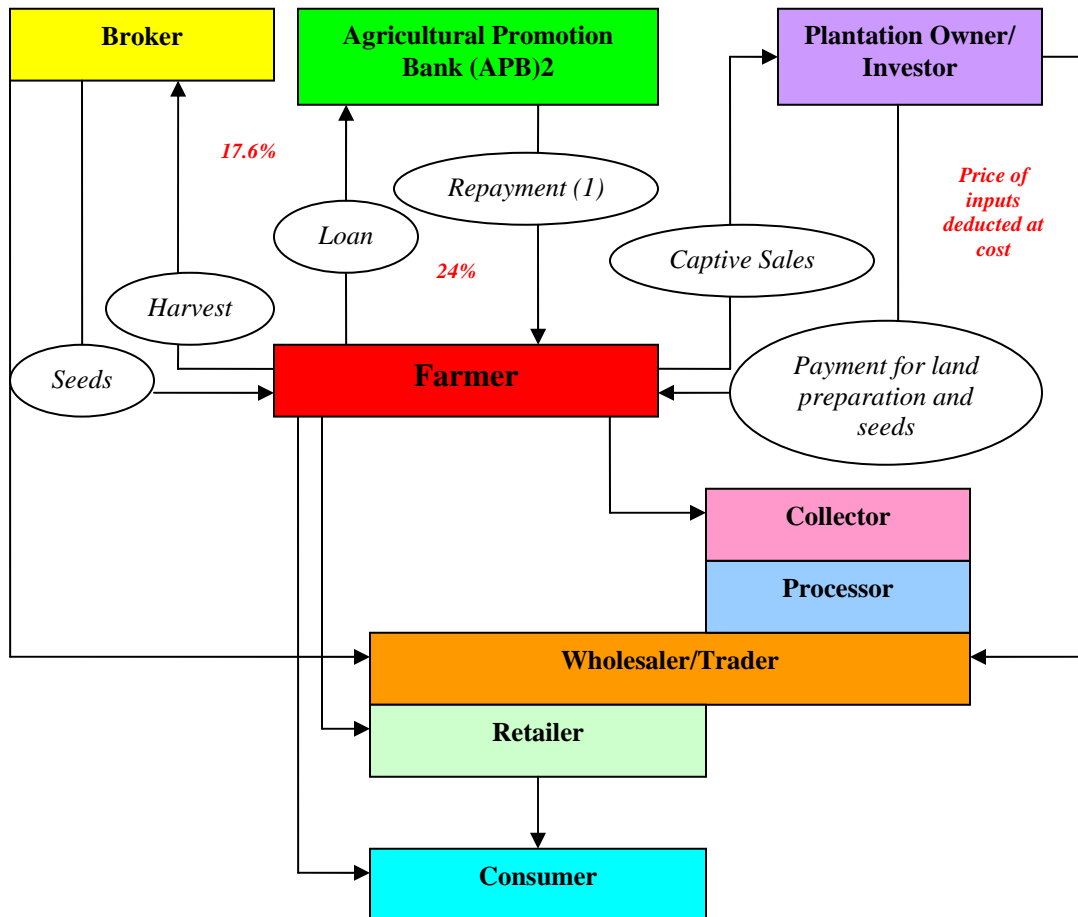 Broker
Agricultural Promotion
Bank (APB)2
Plantation Owner/
Investor
17.6%
Repayment (1)
Price of
inputs
deducted at
cost
Loan
24%
Captive Sales
Harvest
Seeds
Farmer
Payment for land
preparation and
seeds
Collector
Processor
Wholesaler/Trader
Retailer
Consumer